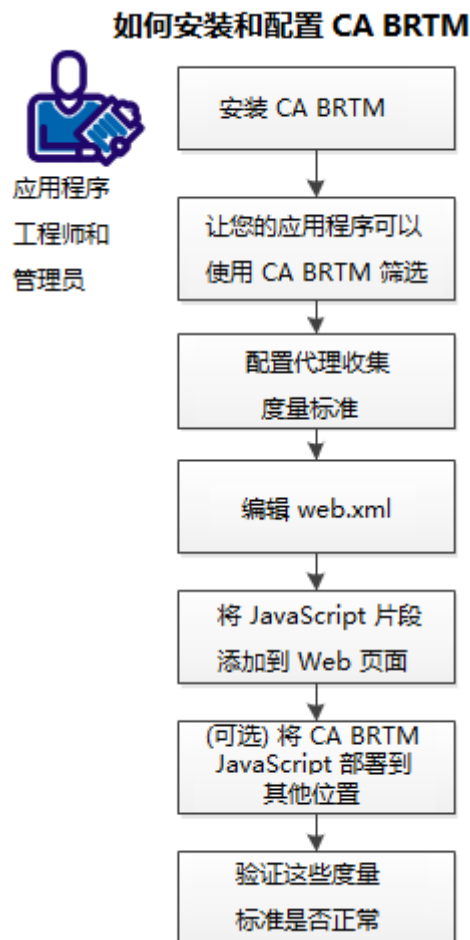 如何安装和配置 CA BRTM
应用程序
工程师和
管理员
安装 CA BRTM
让您的应用程序可以
使用 CA BRTM 筛选
配置代理收集
度量标准
编辑 web.xml
将 JavaScript 片段
添加到 Web 页面
(可选) 将 CA BRTM
JavaScript 部署到
其他位置
验证这些度量
标准是否正常